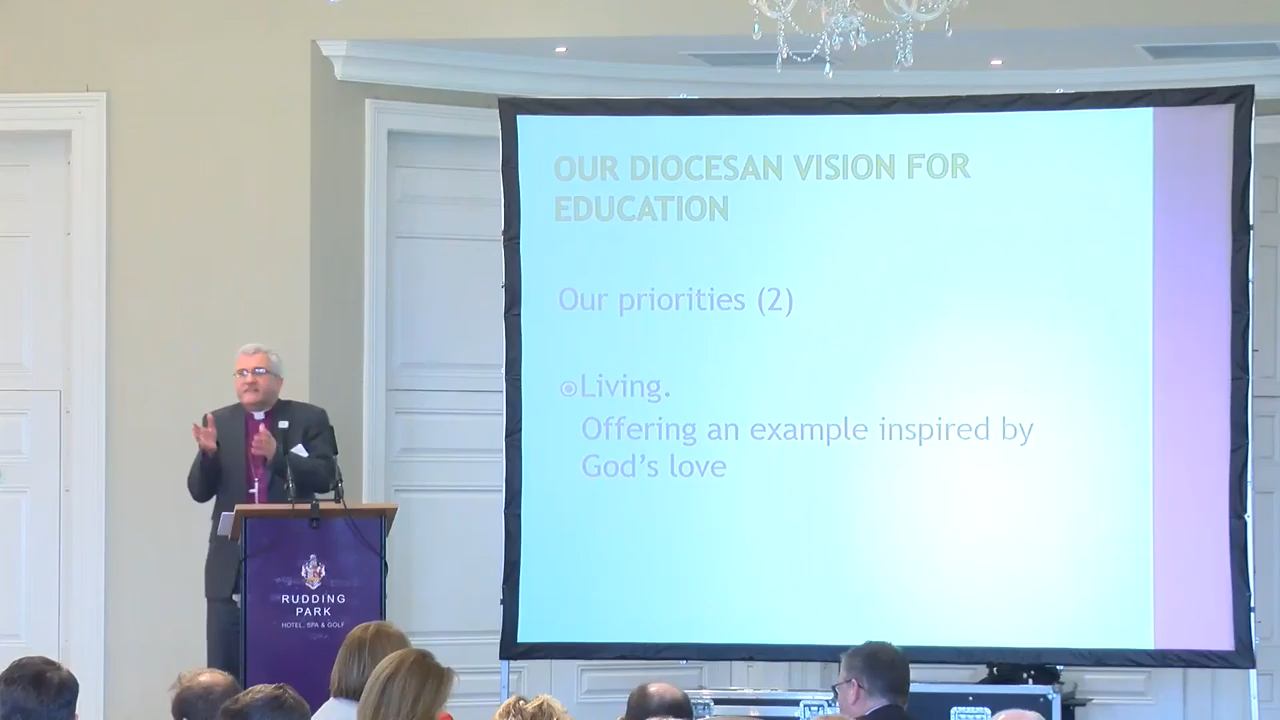 OUR DIOCESAN VISION FOR
EDUCATION
Our priorities (2)
Living.
Offering an example inspired by
God's love
RUDDING
PARK
HOTEL, SPA & GOLF